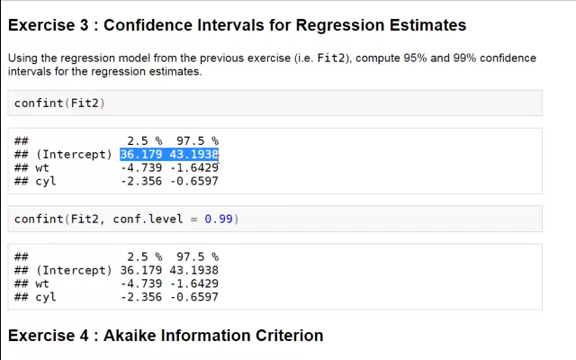 Exercise 3 : Confidence Intervals for Regression Estimates
Using the regression model from the previous exercise (i.e. Fit2), compute 95% and 99% confidence
intervals for the regression estimates.
confint(Fit2)
## 2.5 % 97.5 %
## (Intercept) 36.179 43.1938
## wt -4.739 -1.6429
## cyl -2.356 -0.6597
confint(Fit2, conf.level = 0.99)
## 2.5 % 97.5 %
## (Intercept) 36.179 43.1938
## wt -4.739 -1.6429
## cyl -2.356 -0.6597
Exercise 4 : Akaike Information Criterion